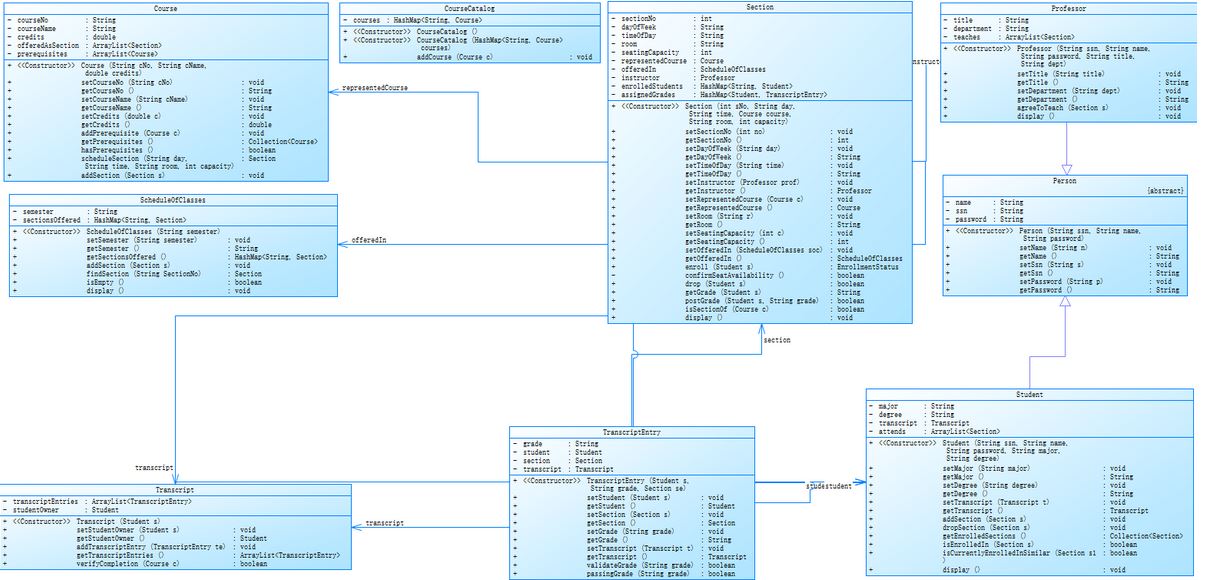 Course
- courseNo : String
- courseName : String
- credits : double
- offeredAsSection : ArrayList<Section>
- prerequisites : ArrayList<Course>
+ <<Constructor>> Course (String cNo, String cName,
double credits)
+ setCourseNo (String cNo) : void
+ getCourseNo () : String
+ setCourseName (String cName) : void
+ getCourseName () : String
+ setCredits (double c) : void
+ getCredits () : double
+ addPrerequisite (Course c) : void
+ getPrerequisites () : Collection<Course>
+ hasPrerequisites () : boolean
+ scheduleSection (String day, : Section
String time, String room, int capacity)
+ addSection (Section s) : void
CourseCatalog
- courses : HashMap<String, Course>
+ <<Constructor>> CourseCatalog ()
+ <<Constructor>> CourseCatalog (HashMap<String, Course>
courses)
+ addCourse (Course c) : void
Section
- sectionNo : int
- dayOfWeek : String
- timeOfDay : String
- room : String
- seatingCapacity : int
- representedCourse : Course
- offeredIn : ScheduleOfClasses
- instructor : Professor
- enrolledStudents : HashMap<String, Student>
- assignedGrades : HashMap<Student, TranscriptEntry>
+ <<Constructor>> Section (int sNo, String day,
String time, Course course,
String room, int capacity)
+ setSectionNo (int no) : void
+ getSectionNo () : int
+ setDayOfWeek (String day) : void
+ getDayOfWeek () : String
+ setTimeOfDay (String time) : void
+ getTimeOfDay () : String
+ setInstructor (Professor prof) : void
+ getInstructor () : Professor
+ setRepresentedCourse (Course c) : void
+ getRepresentedCourse () : Course
+ setRoom (String r) : void
+ getRoom () : String
+ setSeatingCapacity (int c) : void
+ getSeatingCapacity () : int
+ setOfferedIn (ScheduleOfClasses soc) : void
+ getOfferedIn () : ScheduleOfClasses
+ enroll (Student s) : EnrollmentStatus
- confirmSeatAvailability () : boolean
+ drop (Student s) : boolean
+ getGrade (Student s) : String
+ postGrade (Student s, String grade) : boolean
+ isSectionOf (Course c) : boolean
+ display () : void
nstruct
Professor
- title : String
- department : String
- teaches : ArrayList<Section>
+ <<Constructor>> Professor (String ssn, String name,
String password, String title,
String dept)
+ setTitle (String title) : void
+ getTitle () : String
+ setDepartment (String dept) : void
+ getDepartment () : String
+ agreeToTeach (Section s) : void
+ display () : void
representedCourse
Person
{abstract}
- name : String
- ssn : String
- password : String
+ <<Constructor>> Person (String ssn, String name,
String password)
+ setName (String n) : void
+ getName () : String
+ setSsn (String s) : void
+ getSsn () : String
+ setPassword (String p) : void
+ getPassword () : String
ScheduleOfClasses
- semester : String
- sectionsOffered : HashMap<String, Section>
+ <<Constructor>> ScheduleOfClasses (String semester)
+ setSemester (String semester) : void
+ getSemester () : String
+ getSectionsOffered () : HashMap<String, Section>
+ addSection (Section s) : void
+ findSection (String SectionNo) : Section
+ isEmpty () : boolean
+ display () : void
offeredIn
section
Student
- major : String
- degree : String
- transcript : Transcript
- attends : ArrayList<Section>
+ <<Constructor>> Student (String ssn, String name,
String password, String major,
String degree)
+ setMajor (String major) : void
+ getMajor () : String
+ setDegree (String degree) : void
+ getDegree () : String
+ setTranscript (Transcript t) : void
+ getTranscript () : Transcript
+ addSection (Section s) : void
+ dropSection (Section s) : void
+ getEnrolledSections () : Collection<Section>
+ isEnrolledIn (Section s) : boolean
+ isCurrentlyEnrolledInSimilar (Section s1 : boolean
)
+ display () : void
TranscriptEntry
- grade : String
- student : Student
- section : Section
- transcript : Transcript
+ <<Constructor>> TranscriptEntry (Student s,
String grade, Section se)
+ setStudent (Student s) : void
+ getStudent () : Student
+ setSection (Section s) : void
+ getSection () : Section
+ setGrade (String grade) : void
+ getGrade () : String
+ setTranscript (Transcript t) : void
+ getTranscript () : Transcript
+ validateGrade (String grade) : boolean
+ passingGrade (String grade) : boolean
transcript
Transcript
- transcriptEntries : ArrayList<TranscriptEntry>
- studentOwner : Student
+ <<Constructor>> Transcript (Student s)
+ setStudentOwner (Student s) : void
+ getStudentOwner () : Student
+ addTranscriptEntry (TranscriptEntry te) : void
+ getTranscriptEntries () : ArrayList<TranscriptEntry>
+ verifyCompletion (Course c) : boolean
transcript
student